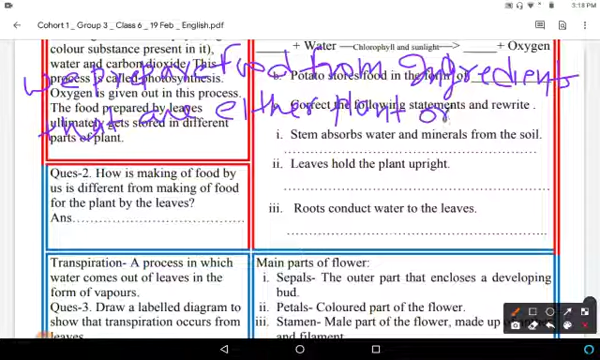 3:18 PM
Cohort 1_ Group 3 _ Class 6 _ 19 Feb _ English.pdf
colour substance present in it),
water and carbon dioxide. This
process is called photosynthesis.
Oxygen is given out in this process.
The food prepared by leaves
ultimately gets stored in different
parts of plant.
We prepare food from ingredients
that are either plant or
Ques-2. How is making of food by
us is different from making of food
for the plant by the leaves?
Ans……………………………
Transpiration- A process in which
water comes out of leaves in the
form of vapours.
Ques-3. Draw a labelled diagram to
show that transpiration occurs from
leaves
_____ + Water —Chlorophyll and sunlight—> _____ + Oxygen
b. Potato stores food in the form of
Correct the following statements and rewrite .
i. Stem absorbs water and minerals from the soil.
ii. Leaves hold the plant upright.
iii. Roots conduct water to the leaves.
Main parts of flower:
i. Sepals- The outer part that encloses a developing
bud.
ii. Petals- Coloured part of the flower.
iii. Stamen- Male part of the flower, made up
and filament.